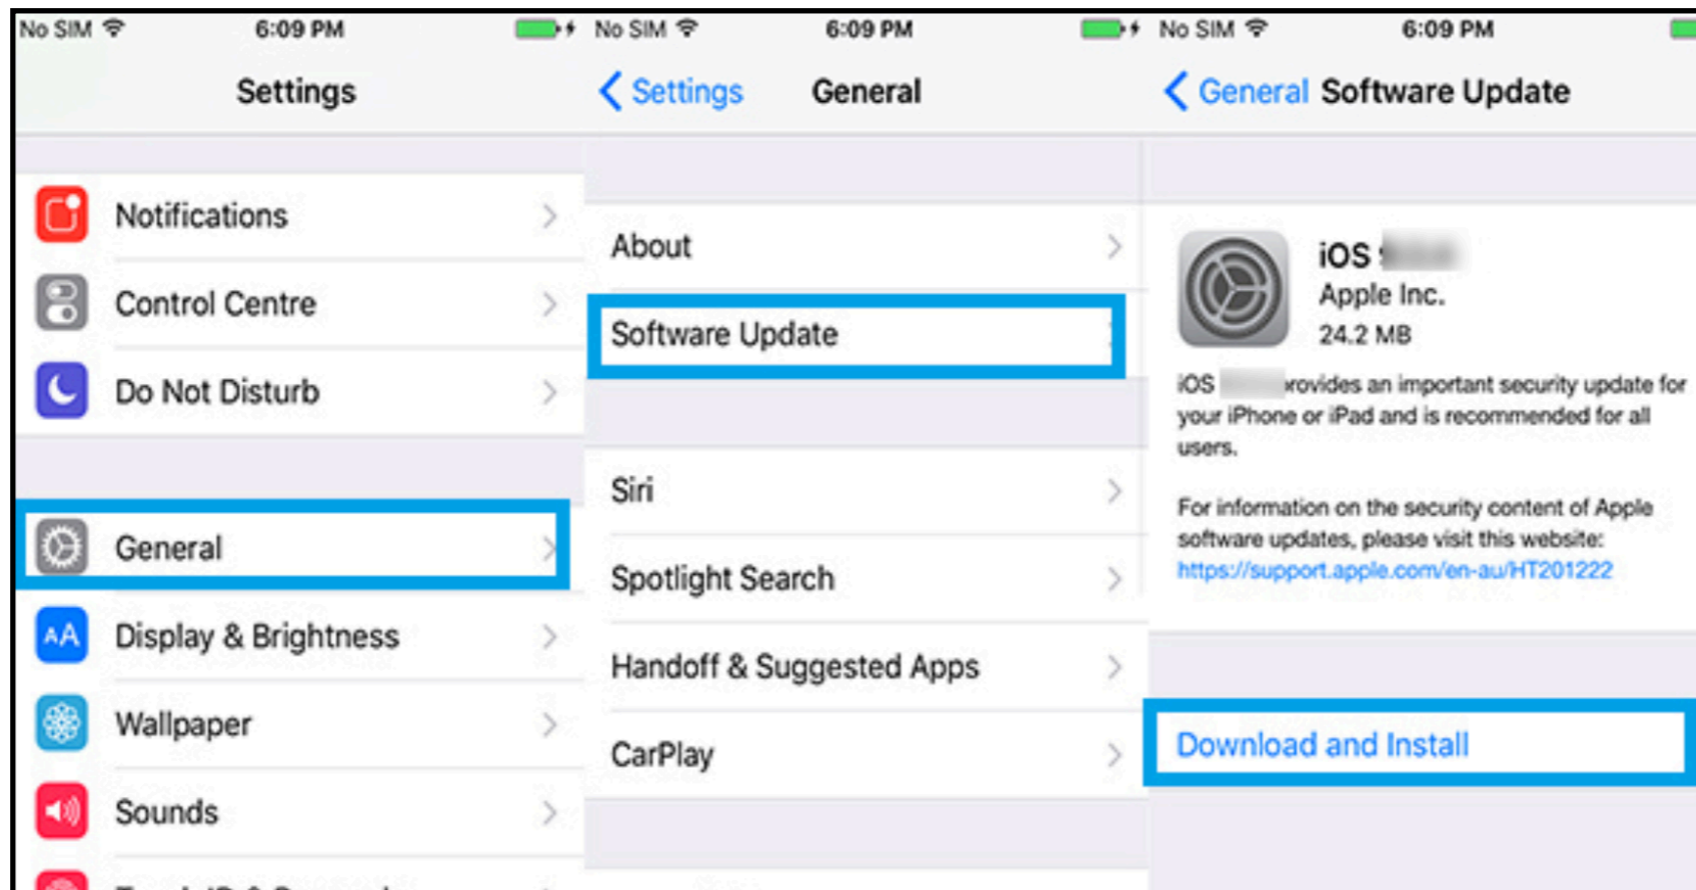 No SIM 6:09 PM
Settings
Notifications
Control Centre
Do Not Disturb
General
AA Display & Brightness
Wallpaper
Sounds
No SIM 6:09 PM
Settings General
About
Software Update
Siri
Spotlight Search
Handoff & Suggested Apps
CarPlay
No SIM 6:09 PM
General Software Update
iOS
Apple Inc.
24.2 MB
iOS provides an important security update for
your iPhone or iPad and is recommended for all
users.
For information on the security content of Apple
software updates, please visit this website:
https://support.apple.com/en-au/HT201222
Download and Install